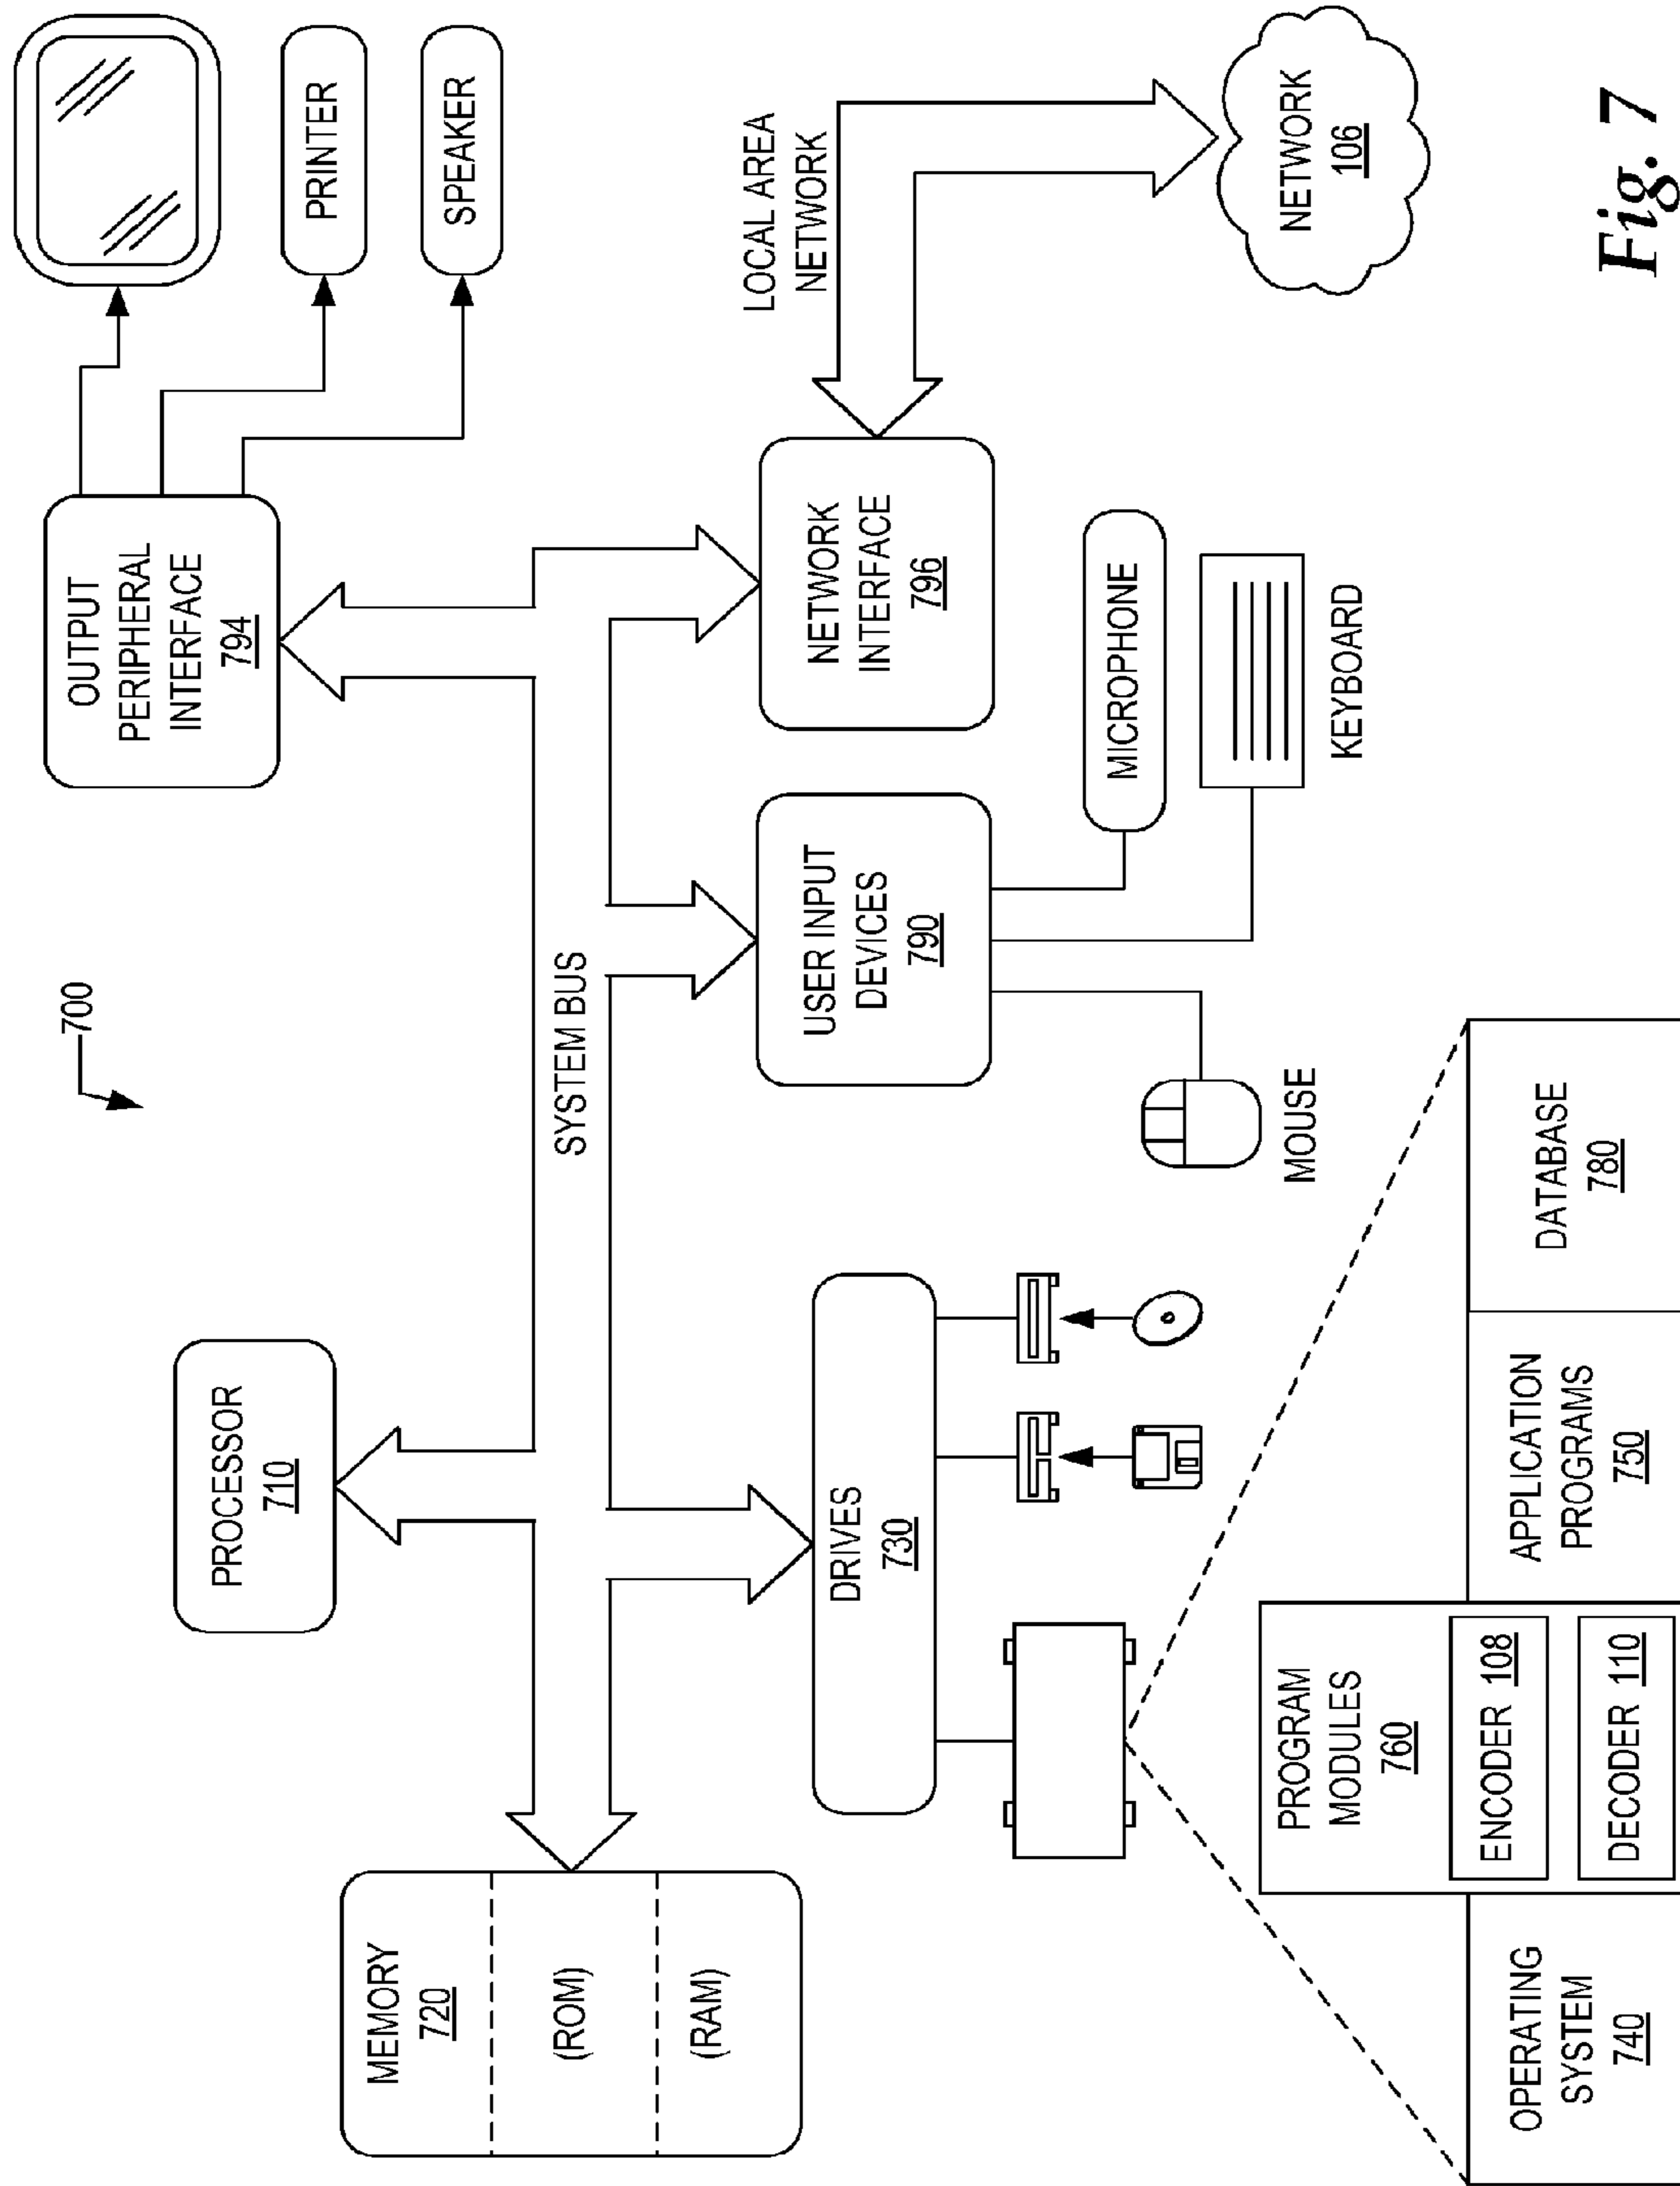 700
PROCESSOR
710
OUTPUT
PERIPHERAL
INTERFACE
794
PRINTER
SPEAKER
MEMORY
720
(ROM)
(RAM)
SYSTEM BUS
DRIVES
730
USER INPUT
DEVICES
790
NETWORK
INTERFACE
796
LOCAL AREA
NETWORK
MICROPHONE
MOUSE
KEYBOARD
NETWORK
106
OPERATING
SYSTEM
740
PROGRAM
MODULES
760
ENCODER 108
DECODER 110
APPLICATION
PROGRAMS
750
DATABASE
780
Fig. 7